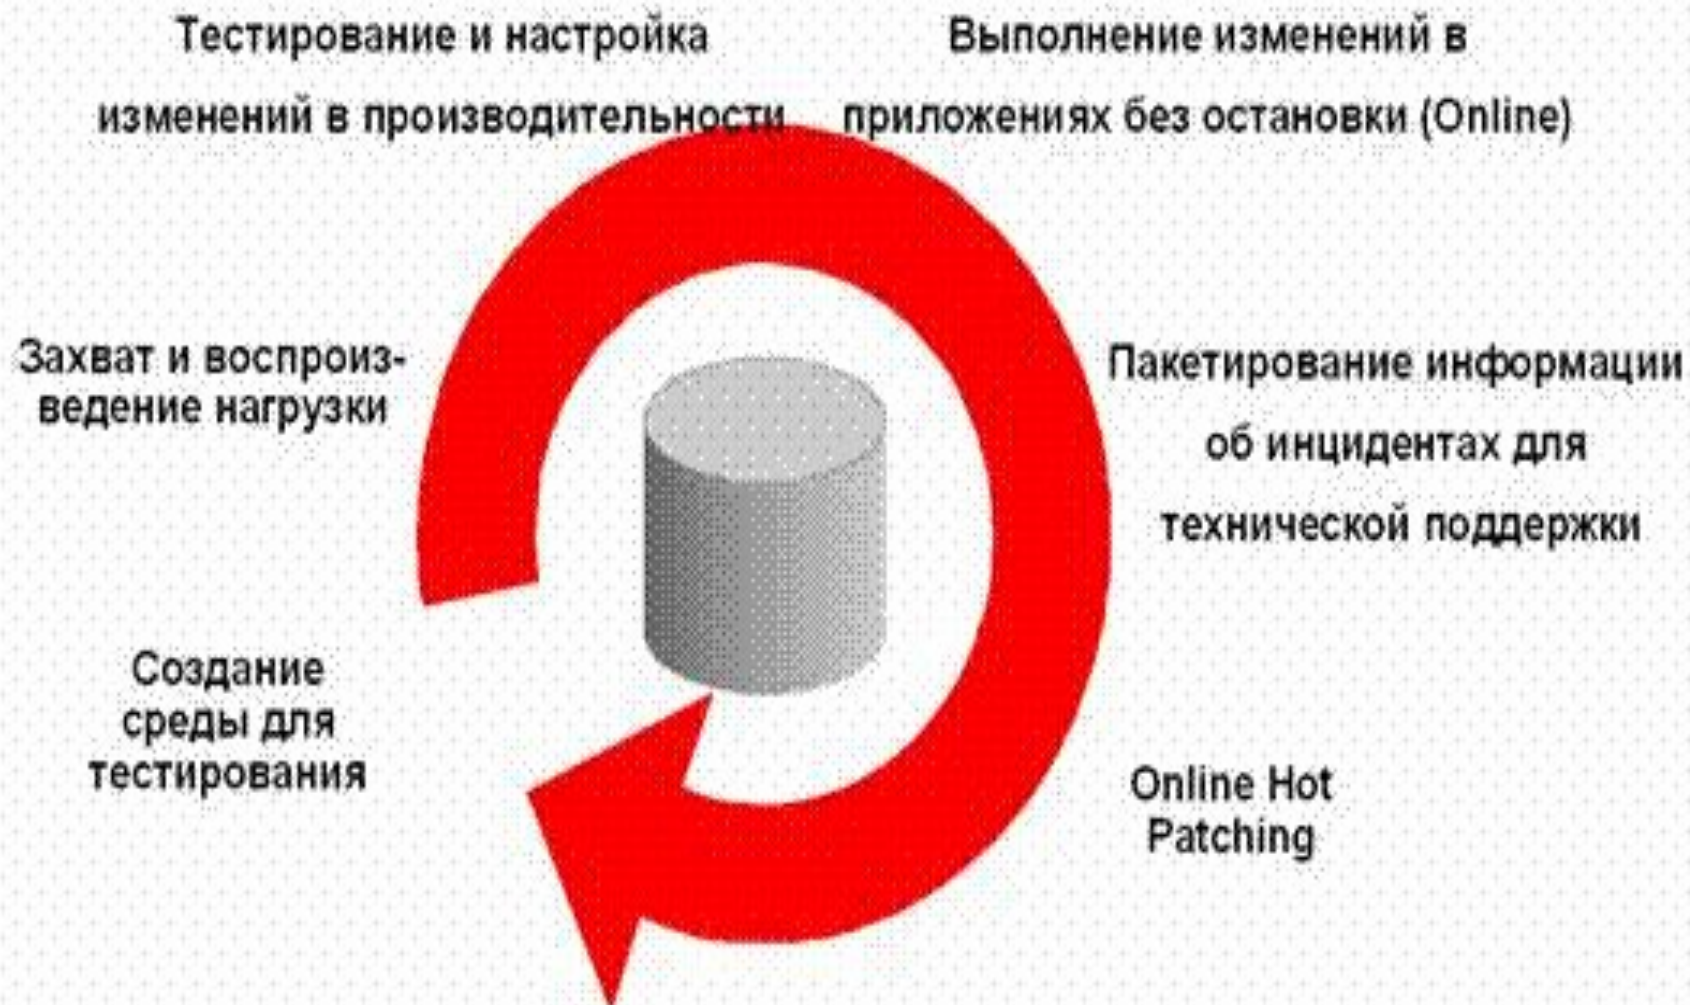 Тестирование и настройка
изменений в производительности
Выполнение изменений в
приложениях без остановки (Online)
Захват и воспроиз-
ведение нагрузки
Пакетирование информации
об инцидентах для
технической поддержки
Создание
среды для
тестирования
Online Hot
Patching